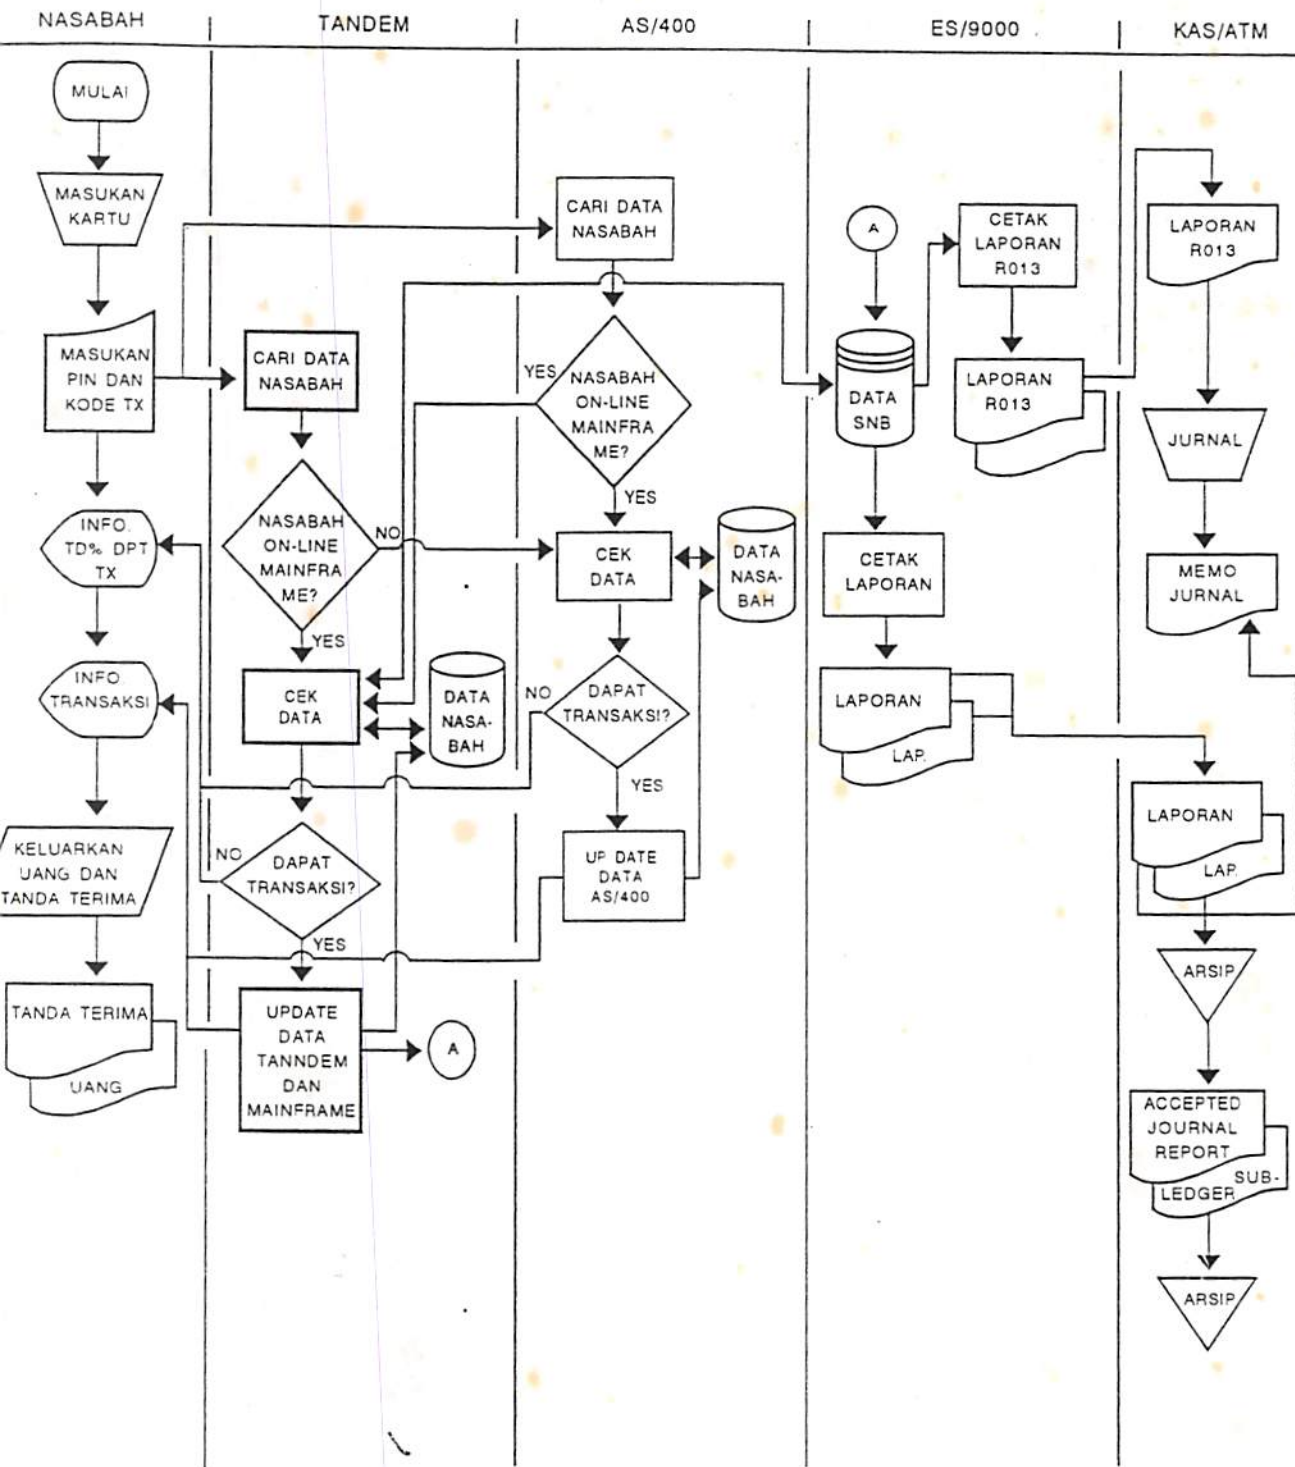 NASABAH
TANDEM
AS/400
ES/9000
KAS/ATM
MULAI
MASUKAN
KARTU
MASUKAN
PIN DAN
KODE TX
INFO.
TD% DPT
TX
INFO
TRANSAKSI
KELUARKAN
UANG DAN
TANDA TERIMA
TANDA TERIMA
UANG
CARI DATA
NASABAH
NASABAH
ON-LINE
MAINFRA
ME?
NO
YES
CEK
DATA
DATA
NASA-
BAH
NO
DAPAT
TRANSAKSI?
YES
UPDATE
DATA
TANNDEM
DAN
MAINFRAME
A
CARI DATA
NASABAH
YES
NASABAH
ON-LINE
MAINFRA
ME?
YES
CEK
DATA
DATA
NASA-
BAH
NO
DAPAT
TRANSAKSI?
YES
UP DATE
DATA
AS/400
A
DATA
SNB
CETAK
LAPORAN
R013
LAPORAN
R013
CETAK
LAPORAN
LAPORAN
LAP.
LAPORAN
R013
JURNAL
MEMO
JURNAL
LAPORAN
LAP.
ARSIP
ACCEPTED
JOURNAL
REPORT
SUB-
LEDGER
ARSIP